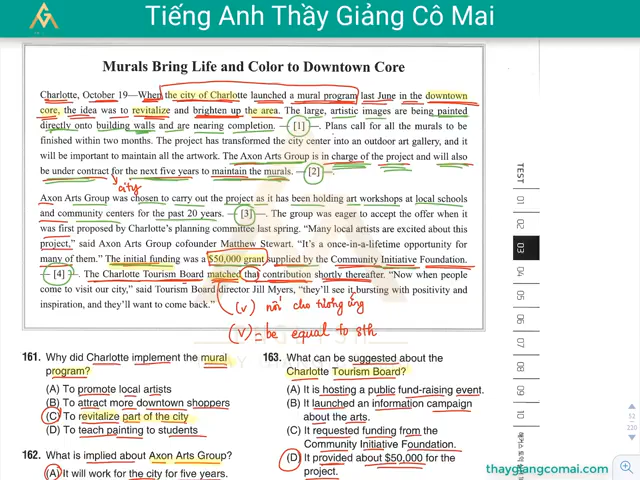 Tiếng Anh Thầy Giảng Cô Mai
Murals Bring Life and Color to Downtown Core
Charlotte, October 19—When the city of Charlotte launched a mural program last June in the downtown
core, the idea was to revitalize and brighten up the area. The large, artistic images are being painted
directly onto building walls and are nearing completion. —[1]—. Plans call for all the murals to be
finished within two months. The project has transformed the city center into an outdoor art gallery, and it
will be important to maintain all the artwork. The Axon Arts Group is in charge of the project and will also
be under contract for the next five years to maintain the murals. —[2]—.
city
Axon Arts Group was chosen to carry out the project as it has been holding art workshops at local schools
and community centers for the past 20 years. —[3]—. The group was eager to accept the offer when it
was first proposed by Charlotte's planning committee last spring. "Many local artists are excited about this
project," said Axon Arts Group cofounder Matthew Stewart. "It's a once-in-a-lifetime opportunity for
many of them." The initial funding was a $50,000 grant supplied by the Community Initiative Foundation.
—[4]—. The Charlotte Tourism Board matched that contribution shortly thereafter. "Now when people
come to visit our city," said Tourism Board director Jill Myers, "they'll see it bursting with positivity and
inspiration, and they'll want to come back."
(v) nối cho tương ứng
(V) = be equal to sth
161. Why did Charlotte implement the mural
program?
(A) To promote local artists
(B) To attract more downtown shoppers
(C) To revitalize part of the city
(D) To teach painting to students
162. What is implied about Axon Arts Group?
(A) It will work for the city for five years.
163. What can be suggested about the
Charlotte Tourism Board?
(A) It is hosting a public fund-raising event.
(B) It launched an information campaign
about the arts.
(C) It requested funding from the
Community Initiative Foundation.
(D) It provided about $50,000 for the
project.
TEST
01
02
03
04
05
06
07
08
09
10
52
220
thaygiangcomai.com